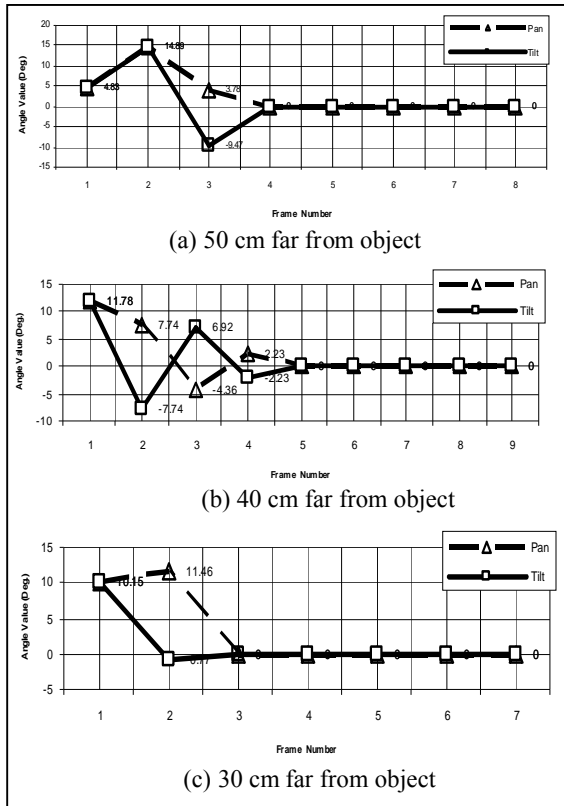 20
15
10
5
0
-5
-10
-15
Angle Value (Deg.)
4.83
14.89
3.78
-9.47
0
Pan
Tilt
1 2 3 4 5 6 7 8
Frame Number
(a) 50 cm far from object
15
10
5
0
-5
-10
Angle Value (Deg.)
11.78
7.74
-7.74
6.92
-4.36
2.23
-2.23
0
Pan
Tilt
1 2 3 4 5 6 7 8 9
Frame Number
(b) 40 cm far from object
15
10
5
0
-5
Angle Value (Deg.)
10.15
11.46
0
Pan
Tilt
1 2 3 4 5 6 7
Frame Number
(c) 30 cm far from object